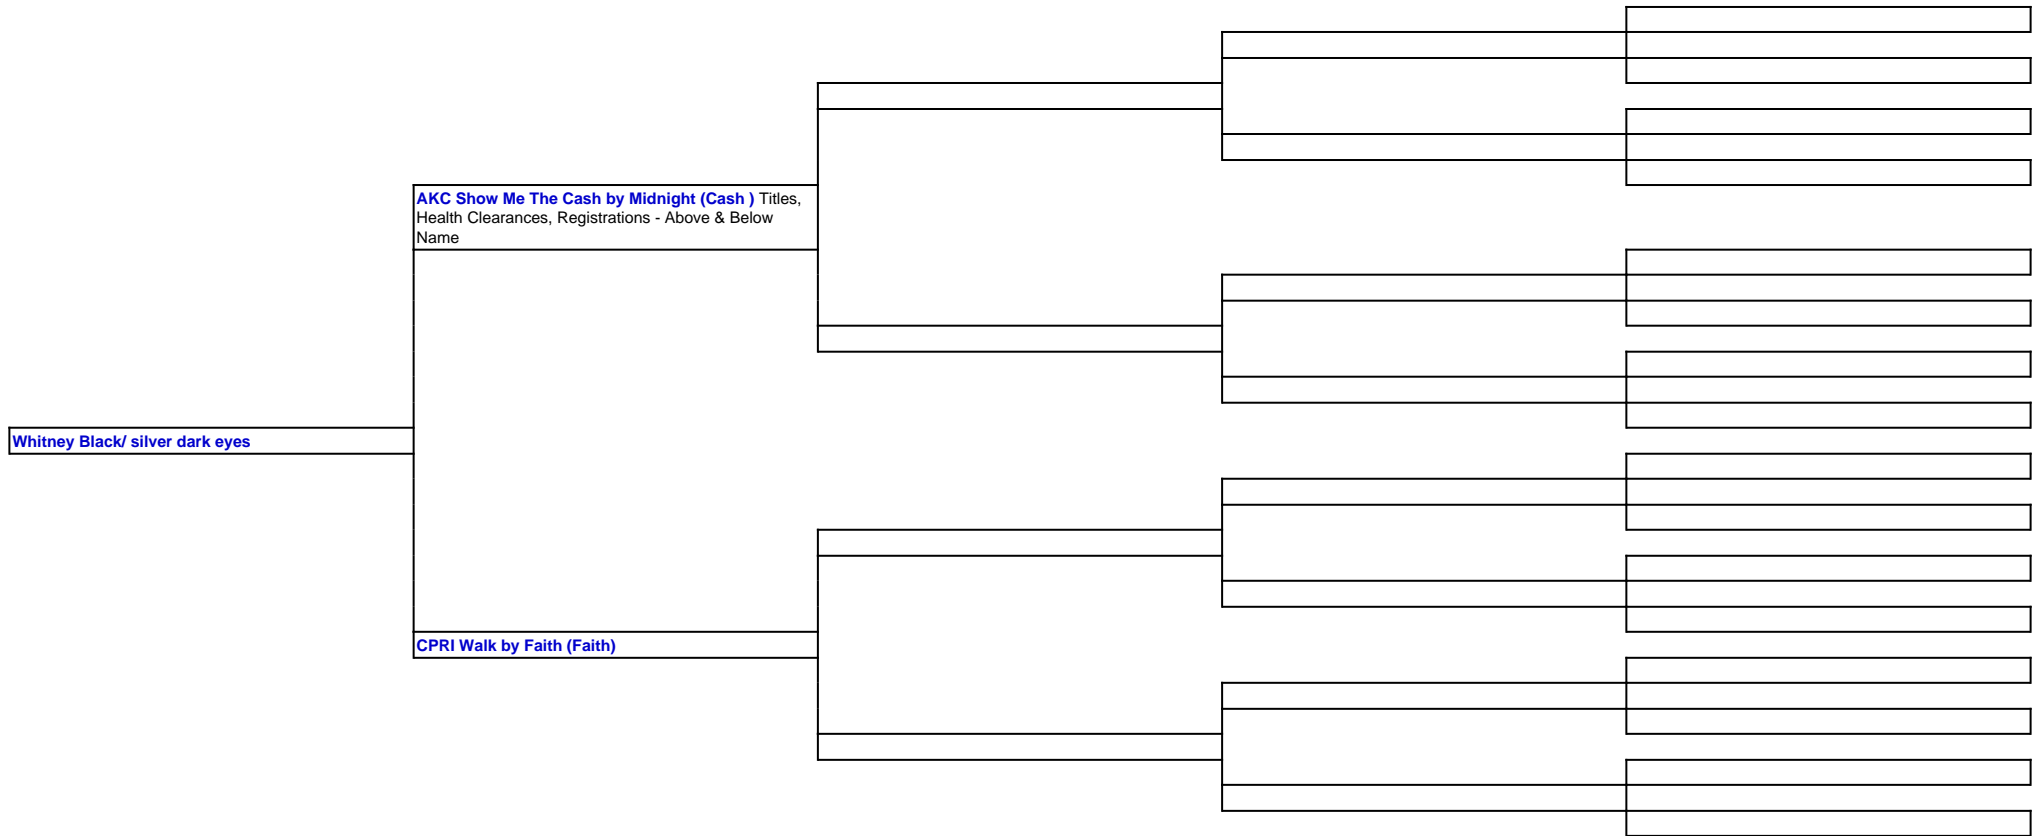 AKC Show Me The Cash by Midnight (Cash ) Titles,
Health Clearances, Registrations - Above & Below
Name
Whitney Black/ silver dark eyes
CPRI Walk by Faith (Faith)